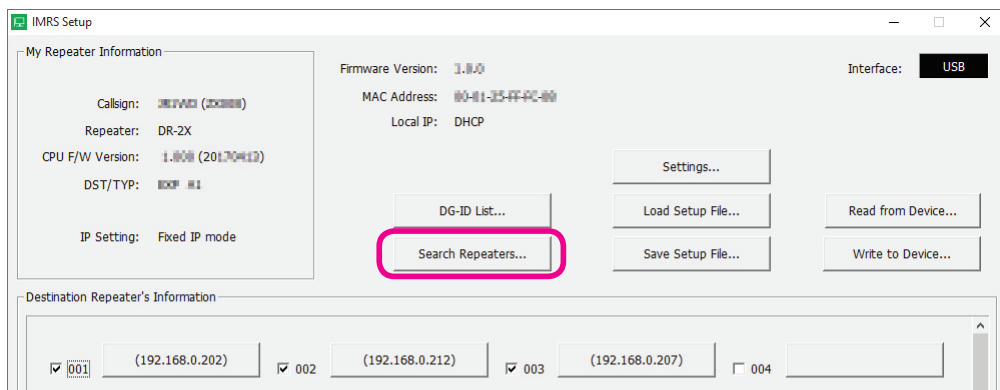 IMRS Setup
My Repeater Information
Callsign:
Repeater: DR-2X
CPU F/W Version:
DST/TYP:
IP Setting: Fixed IP mode
Firmware Version:
MAC Address:
Local IP: DHCP
Interface: USB
Settings...
DG-ID List...
Load Setup File...
Read from Device...
Search Repeaters...
Save Setup File...
Write to Device...
Destination Repeater's Information
001 (192.168.0.202) 002 (192.168.0.212) 003 (192.168.0.207) 004